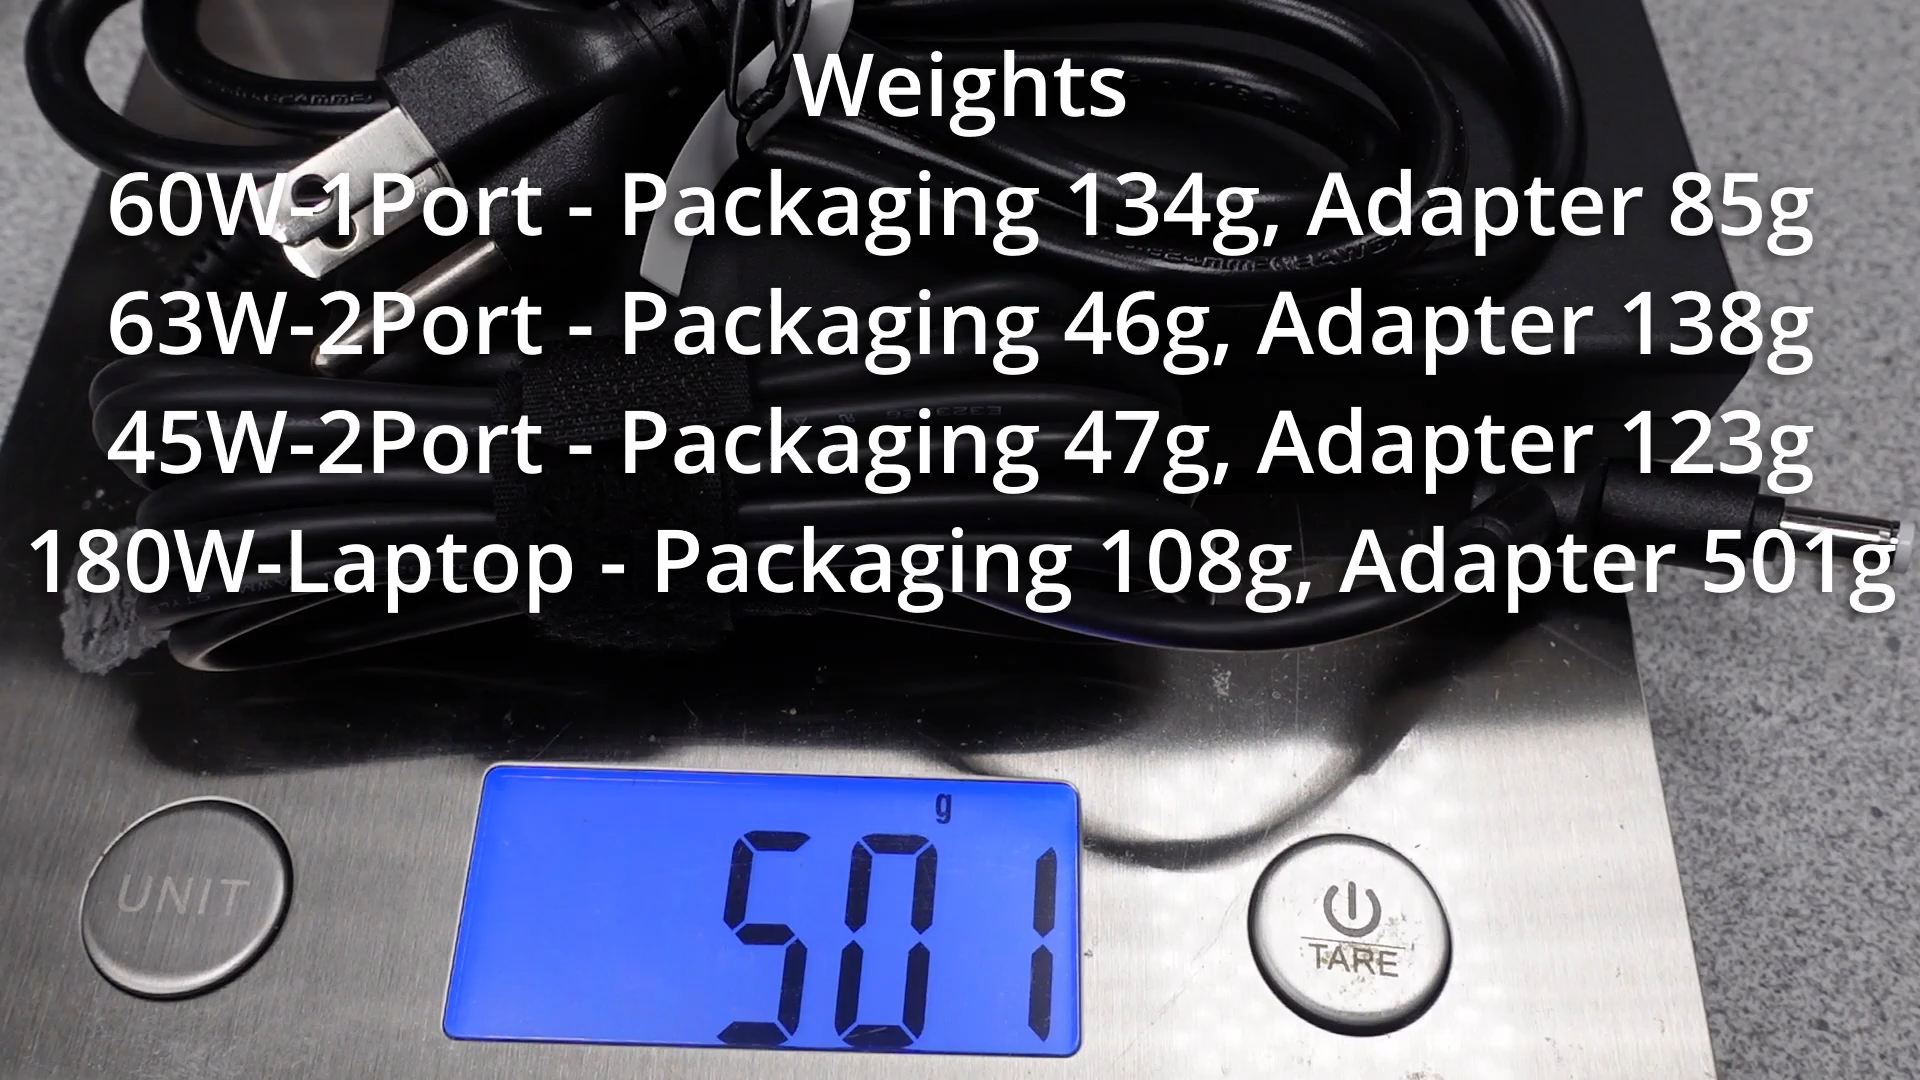 Weights
60W-1Port - Packaging 134g, Adapter 85g
63W-2Port - Packaging 46g, Adapter 138g
45W-2Port - Packaging 47g, Adapter 123g
180W-Laptop - Packaging 108g, Adapter 501g
g
501
UNIT
TARE